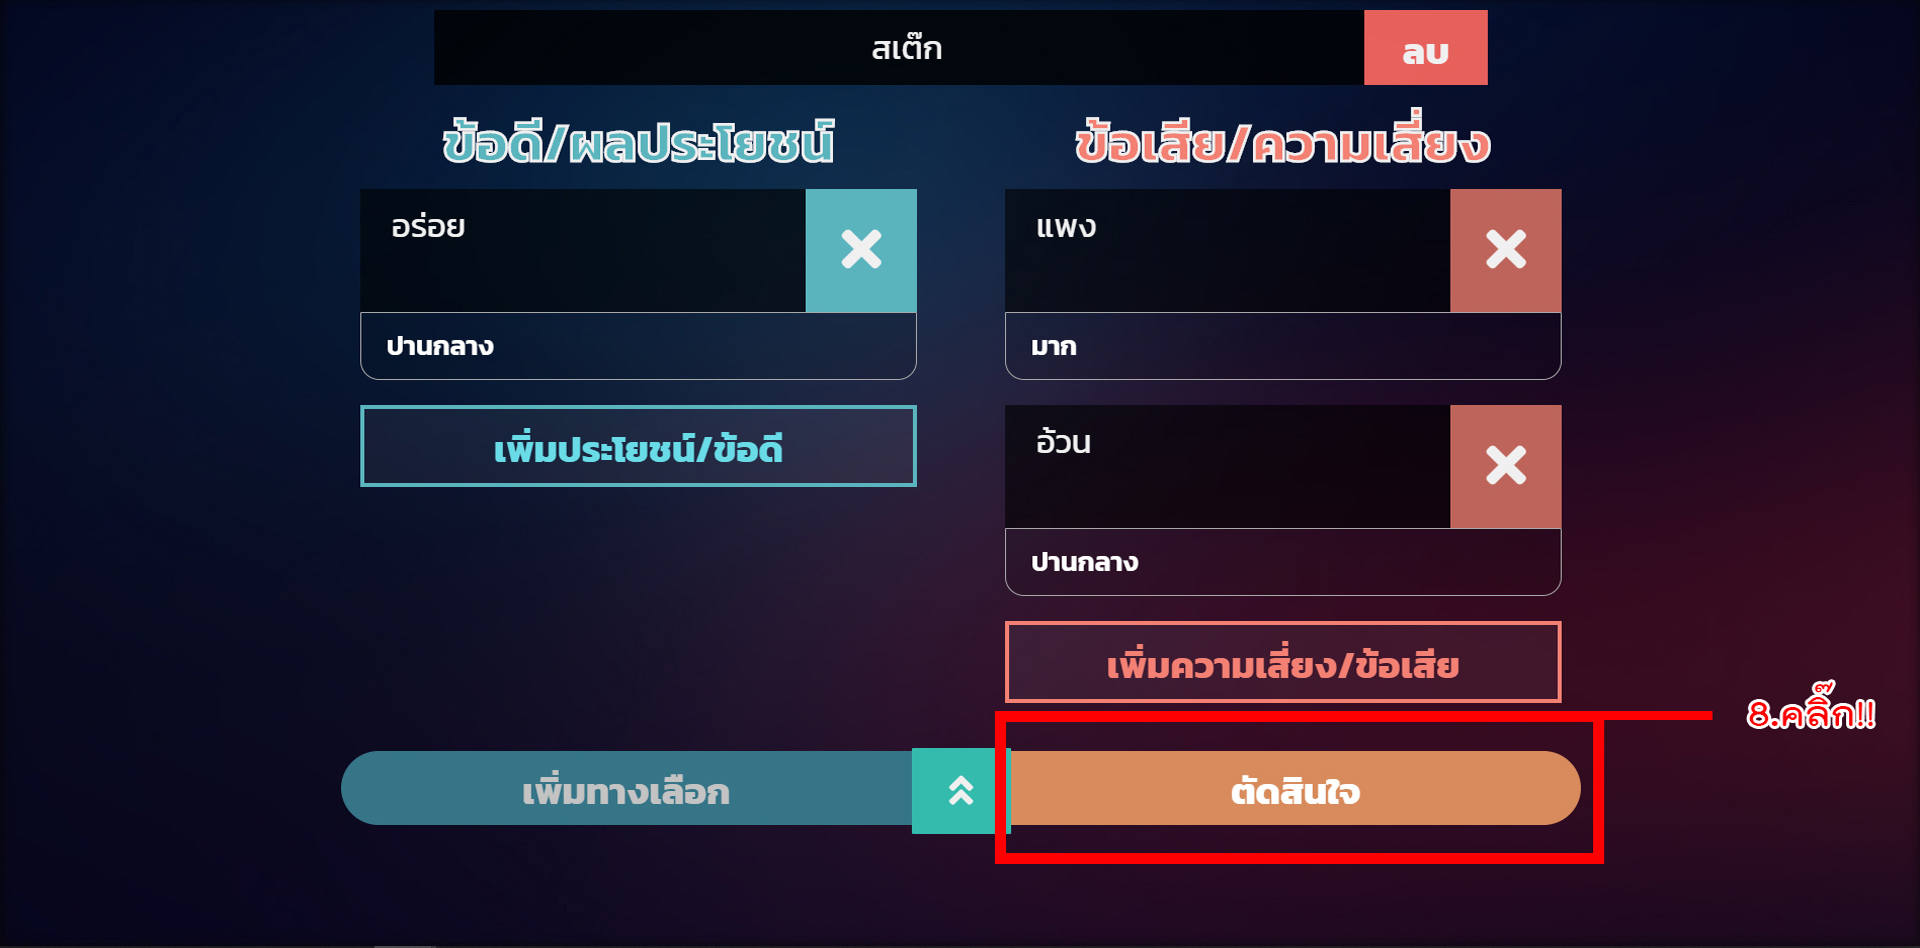 สเต๊ก
ลบ
ข้อดี/ผลประโยชน์
ข้อเสีย/ความเสี่ยง
อร่อย
แพง
ปานกลาง
มาก
เพิ่มประโยชน์/ข้อดี
อ้วน
ปานกลาง
เพิ่มความเสี่ยง/ข้อเสีย
8.คลิ๊ก!!
เพิ่มทางเลือก
ตัดสินใจ